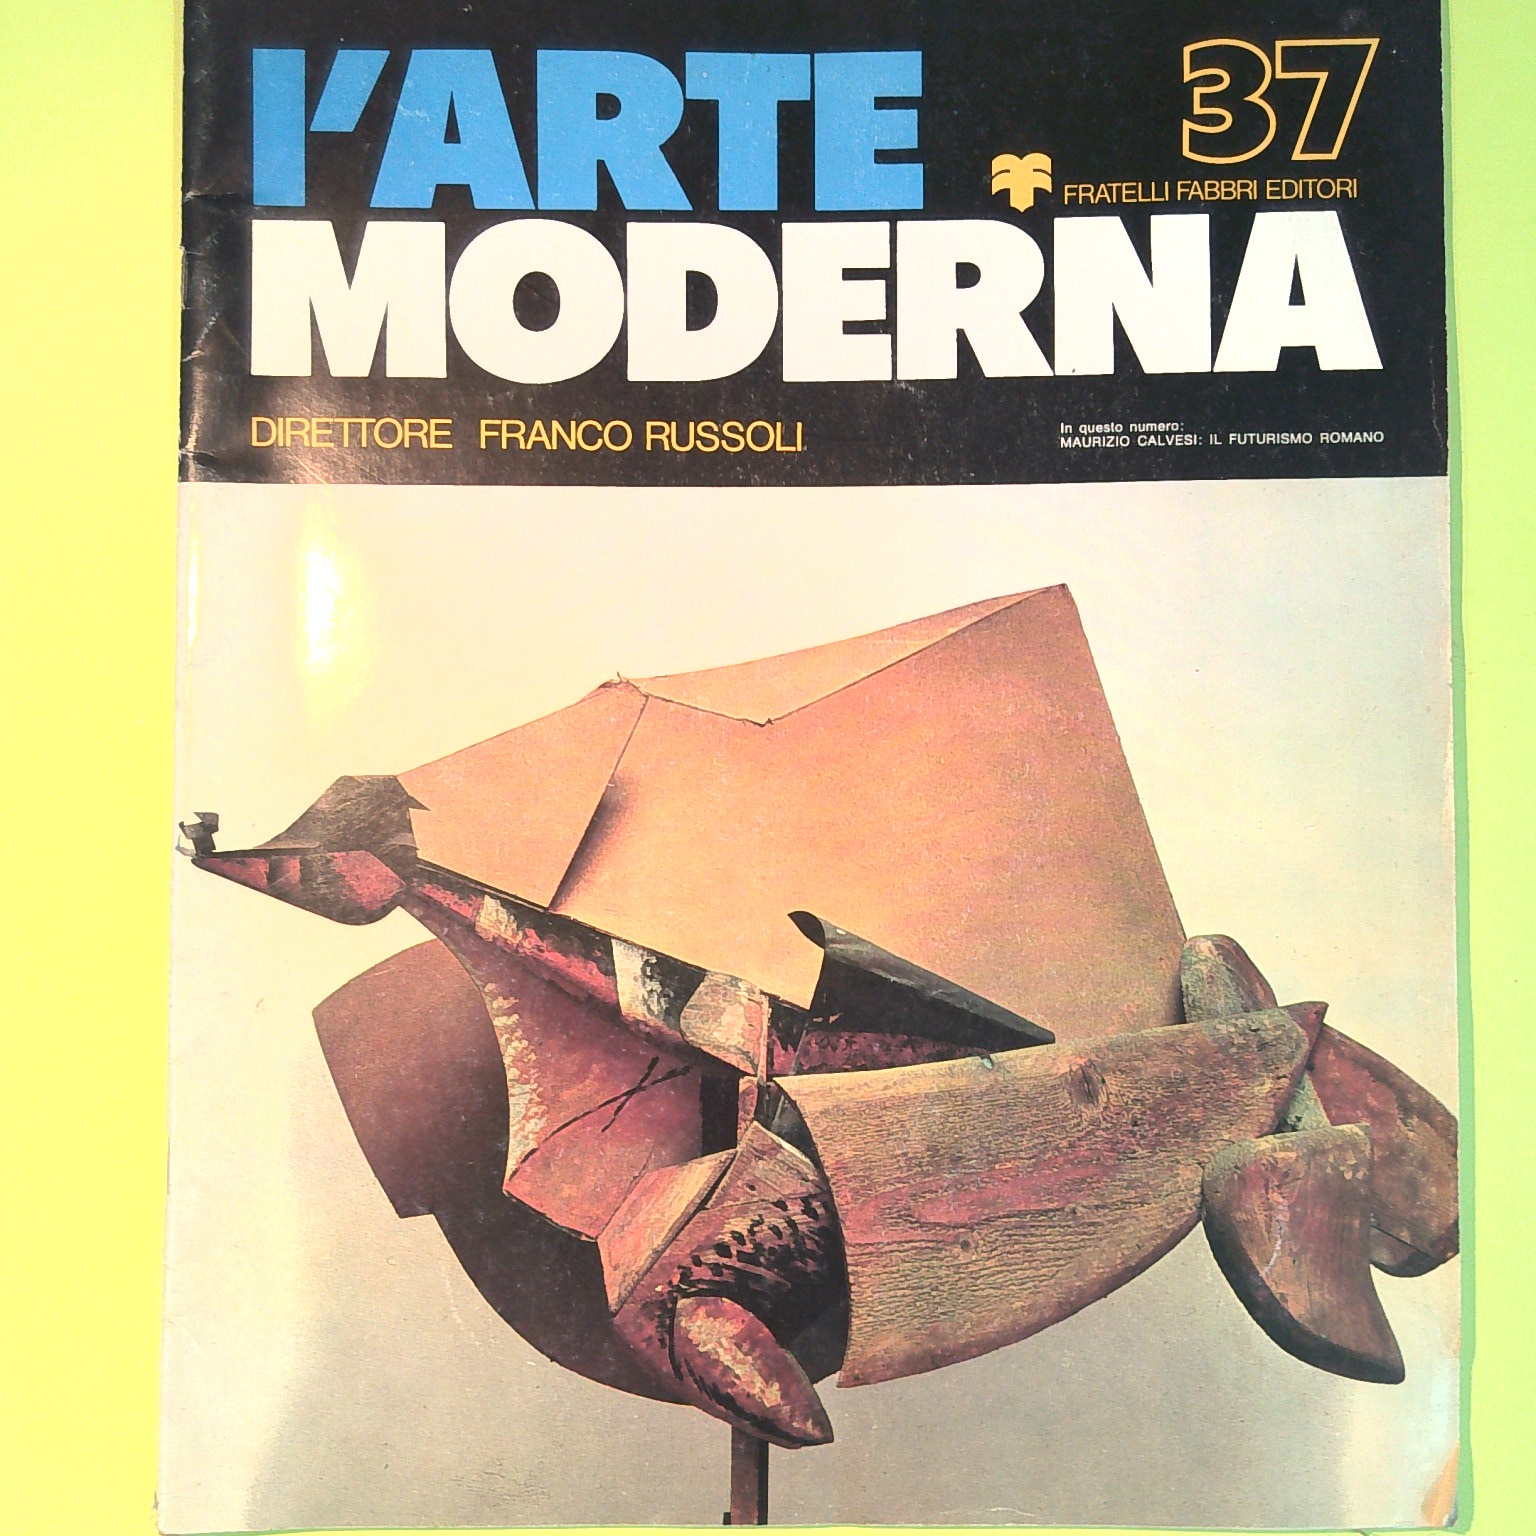 l'ARTE
37
FRATELLI FABBRI EDITORI
MODERNA
DIRETTORE FRANCO RUSSOLI
In questo numero:
MAURIZIO CALVESI: IL FUTURISMO ROMANO